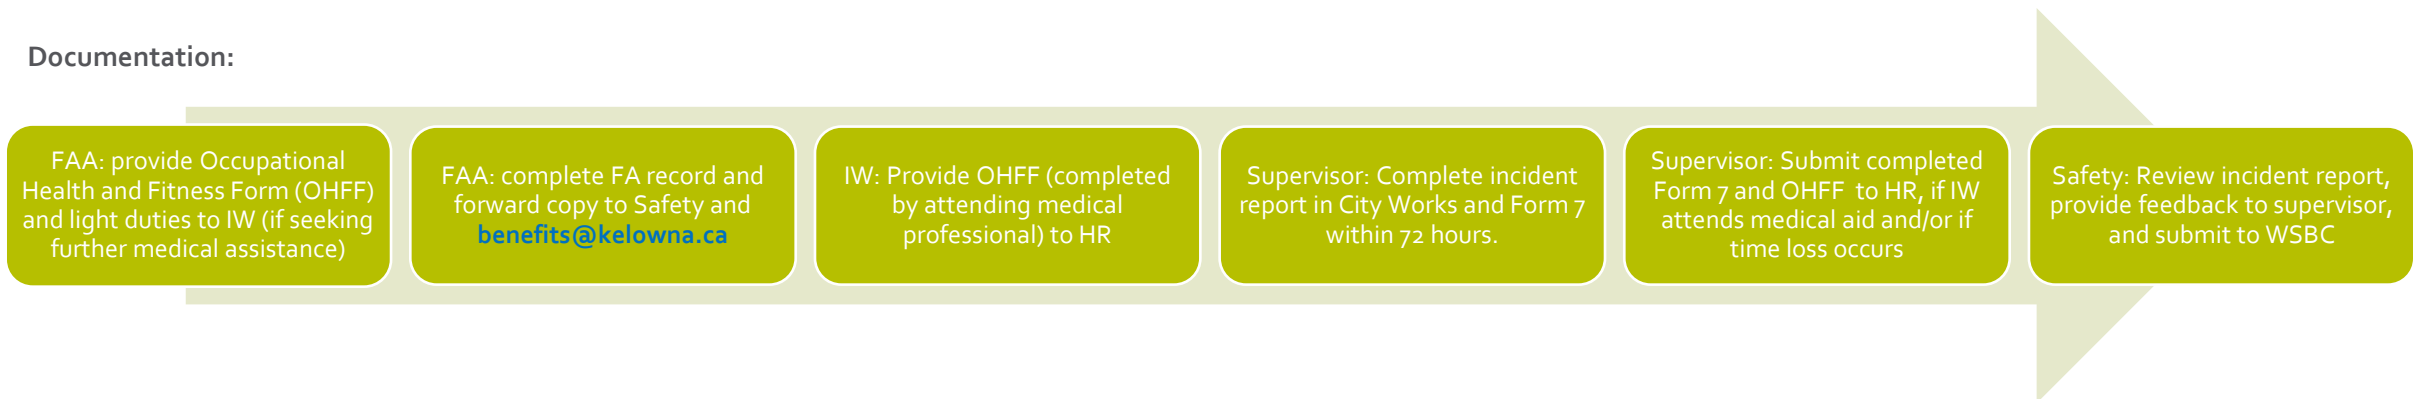 Documentation:
FAA: provide Occupational
Health and Fitness Form (OHFF)
and light duties to IW (if seeking
further medical assistance)
FAA: complete FA record and
forward copy to Safety and
benefits@kelowna.ca
IW: Provide OHFF (completed
by attending medical
professional) to HR
Supervisor: Complete incident
report in City Works and Form 7
within 72 hours.
Supervisor: Submit completed
Form 7 and OHFF to HR, if IW
attends medical aid and/or if
time loss occurs
Safety: Review incident report,
provide feedback to supervisor,
and submit to WSBC